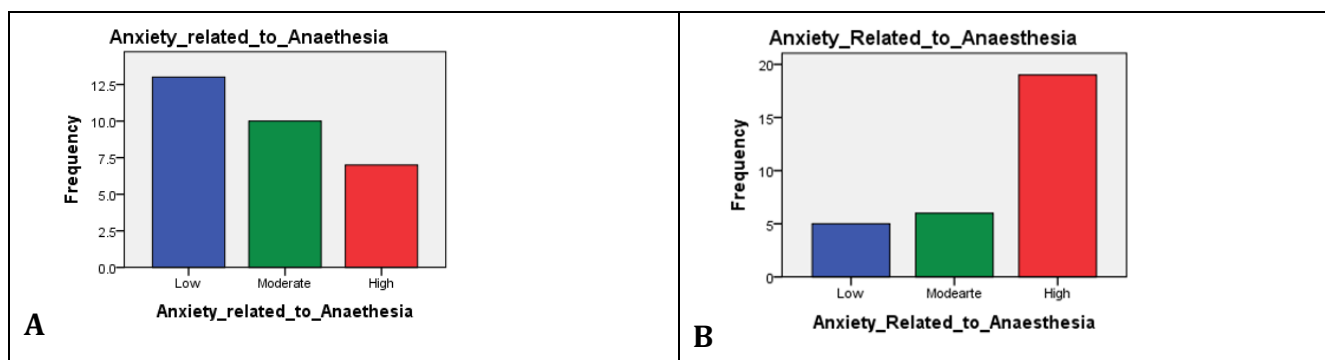 Anxiety_related_to_Anaethesia
12.5
10.0
7.5
5.0
2.5
0.0
Frequency
Low Moderate High
Anxiety_related_to_Anaethesia
A
Anxiety_Related_to_Anaesthesia
20
15
10
5
0
Frequency
Low Modearte High
Anxiety_Related_to_Anaesthesia
B